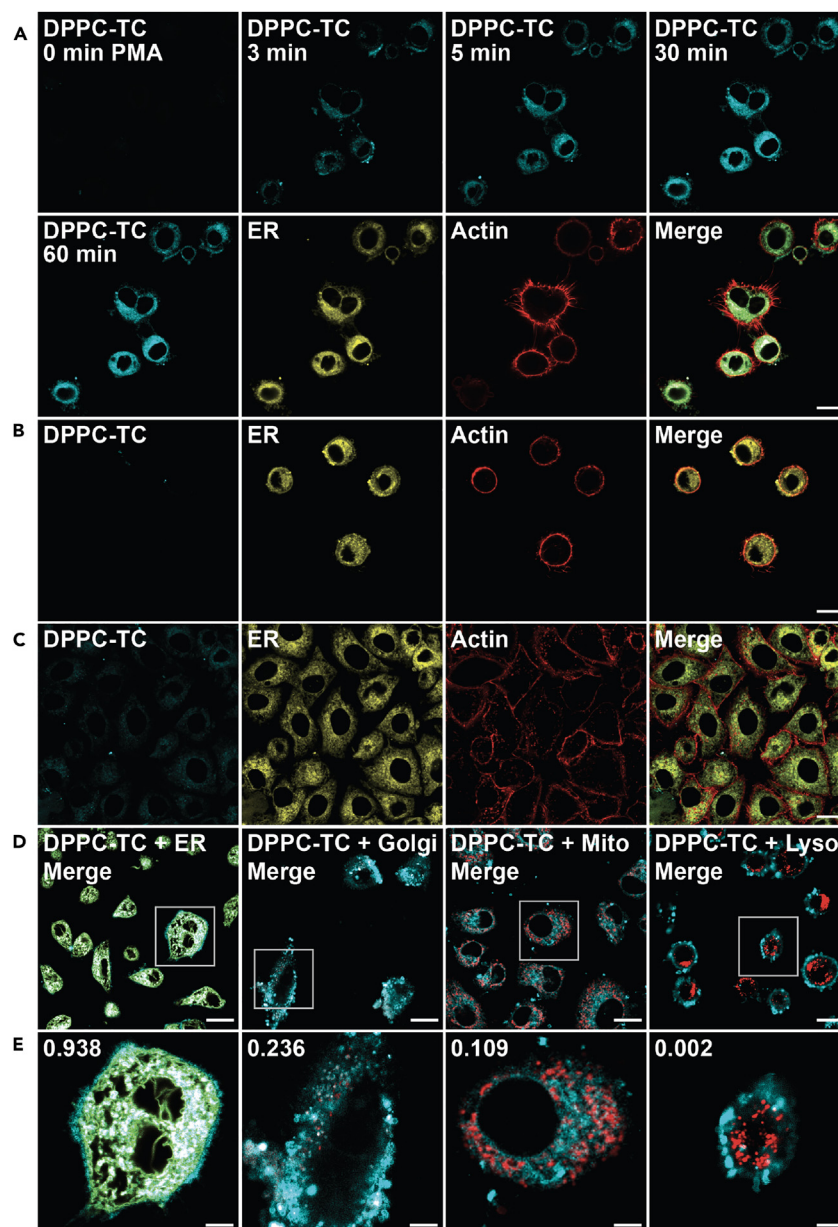 A
DPPC-TC
0 min PMA
DPPC-TC
3 min
DPPC-TC
5 min
DPPC-TC
30 min
DPPC-TC
60 min
ER
Actin
Merge
B
DPPC-TC
ER
Actin
Merge
C
DPPC-TC
ER
Actin
Merge
D
DPPC-TC + ER
Merge
DPPC-TC + Golgi
Merge
DPPC-TC + Mito
Merge
DPPC-TC + Lyso
Merge
E
0.938
0.236
0.109
0.002